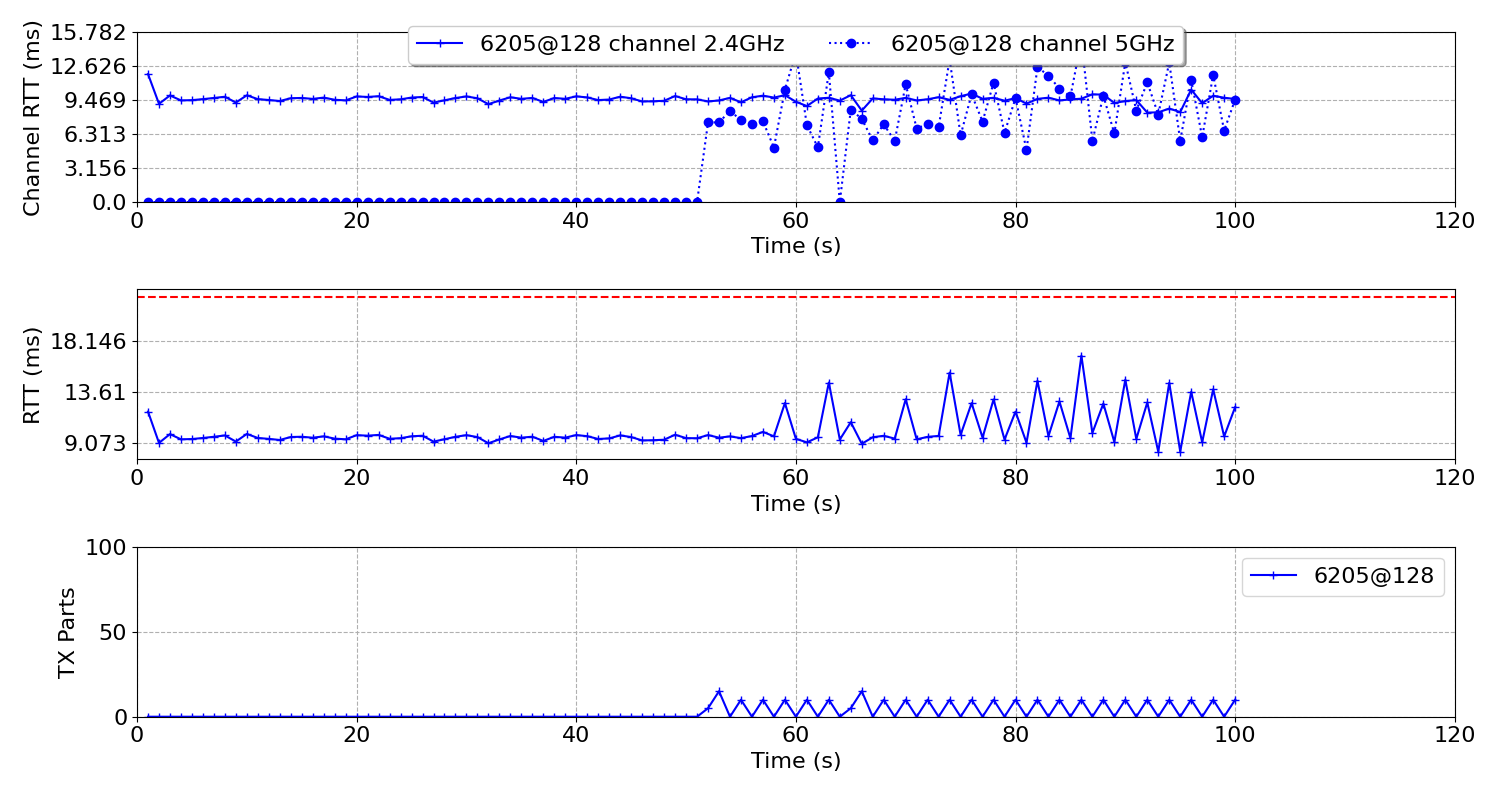 Channel RTT (ms)
15.782
12.626
9.469
6.313
3.156
0.0
6205@128 channel 2.4GHz
6205@128 channel 5GHz
0 20 40 60 80 100 120
Time (s)
RTT (ms)
18.146
13.61
9.073
0 20 40 60 80 100 120
Time (s)
TX Parts
100
50
0
6205@128
0 20 40 60 80 100 120
Time (s)